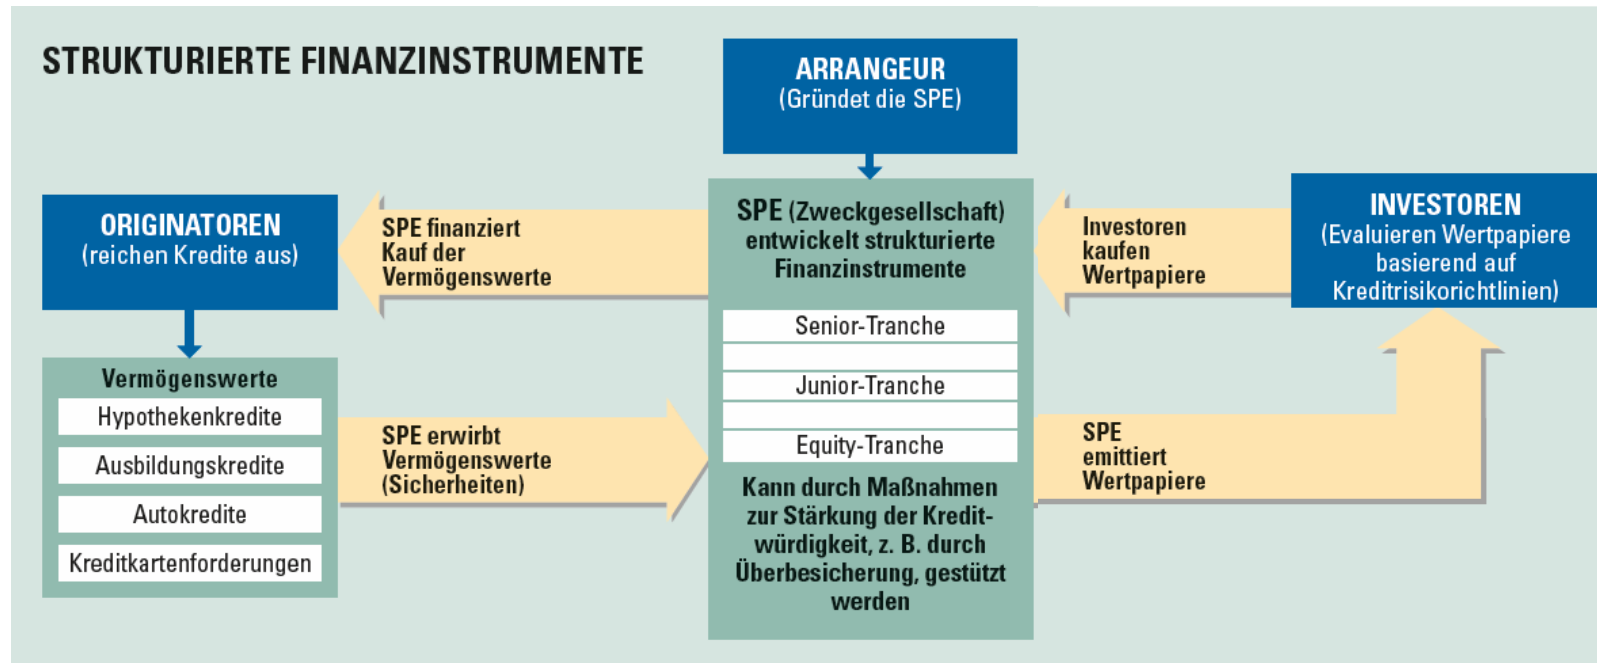 STRUKTURIERTE FINANZINSTRUMENTE
ARRANGEUR
(Gründet die SPE)
ORIGINATOREN
(reichen Kredite aus)
SPE finanziert
Kauf der
Vermögenswerte
SPE (Zweckgesellschaft)
entwickelt strukturierte
Finanzinstrumente
Investoren
kaufen
Wertpapiere
INVESTOREN
(Evaluieren Wertpapiere
basierend auf
Kreditrisikorichtlinien)
Vermögenswerte
Hypothekenkredite
Ausbildungskredite
Autokredite
Kreditkartenforderungen
SPE erwirbt
Vermögenswerte
(Sicherheiten)
Senior-Tranche
Junior-Tranche
Equity-Tranche
Kann durch Maßnahmen
zur Stärkung der Kredit-
würdigkeit, z. B. durch
Überbesicherung, gestützt
werden
SPE
emittiert
Wertpapiere